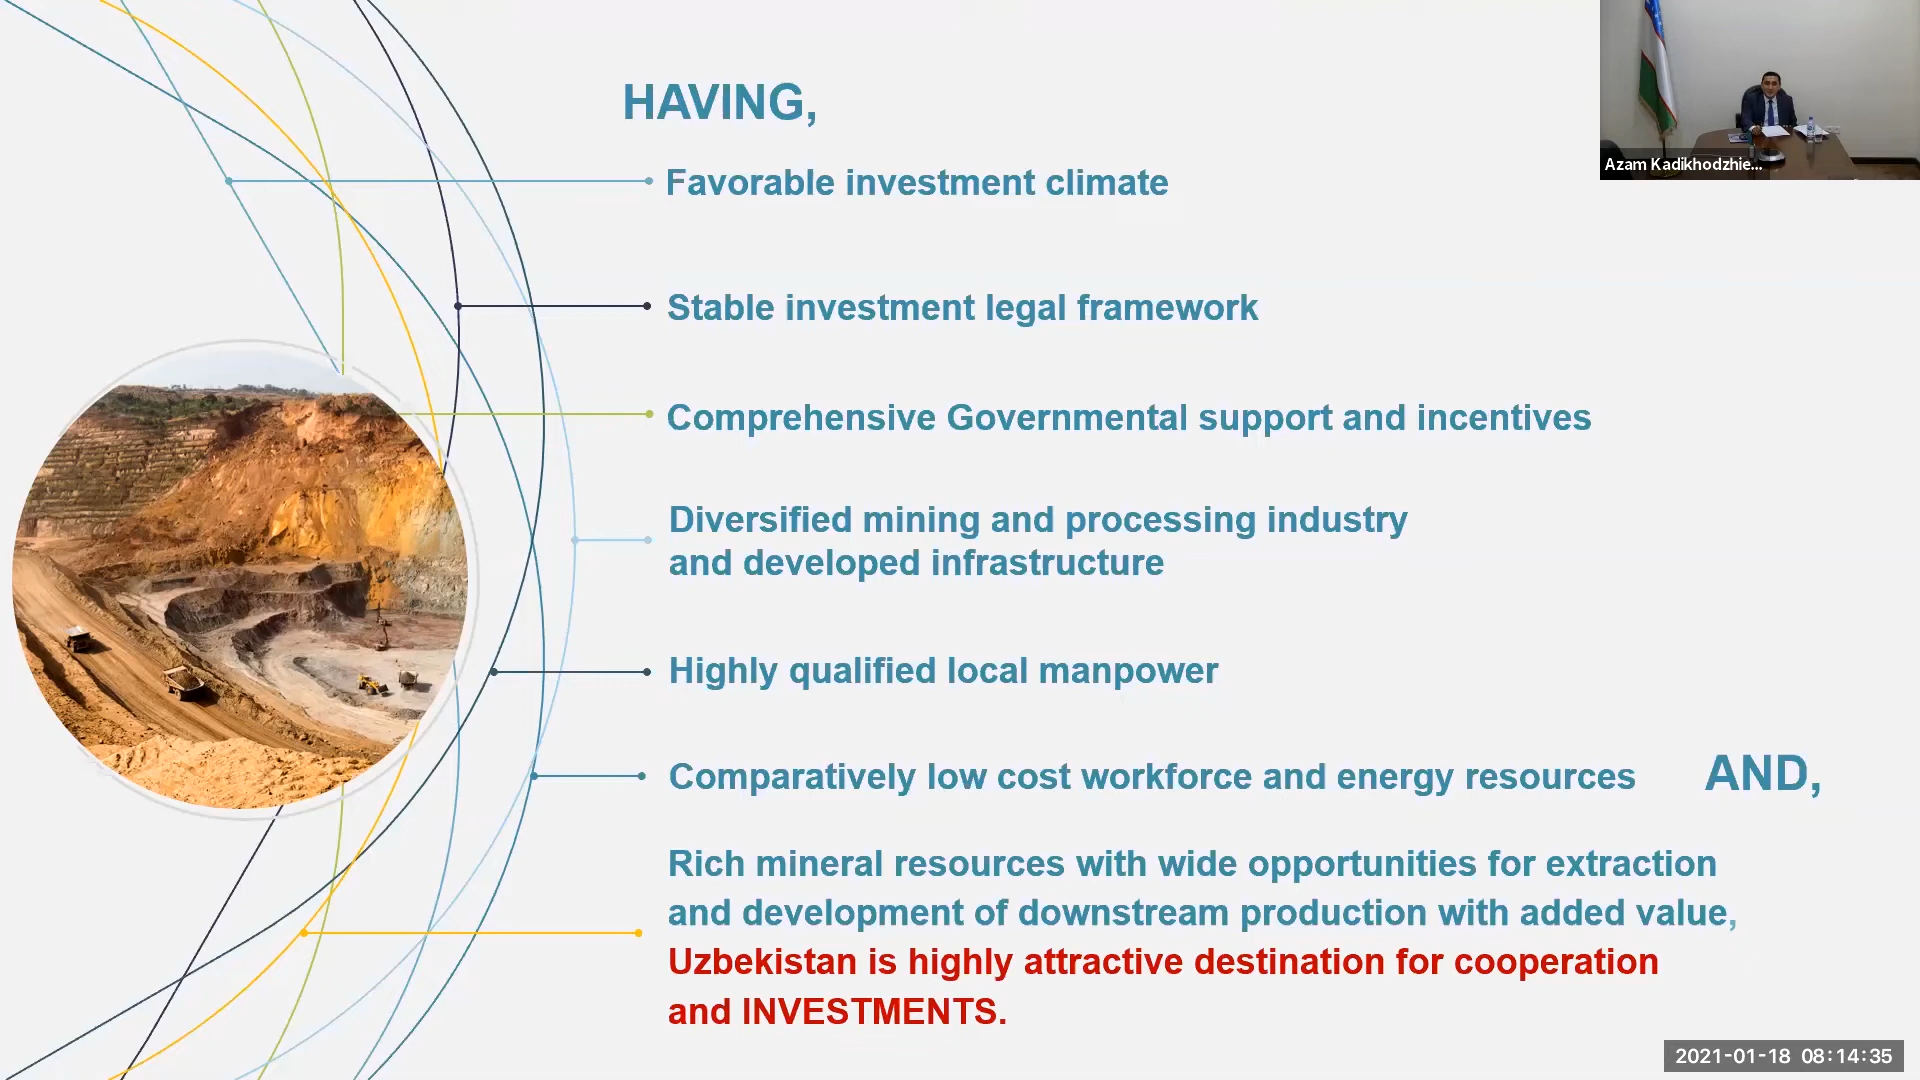 HAVING,
Favorable investment climate
Stable investment legal framework
Comprehensive Governmental support and incentives
Diversified mining and processing industry
and developed infrastructure
Highly qualified local manpower
Comparatively low cost workforce and energy resources
AND,
Rich mineral resources with wide opportunities for extraction
and development of downstream production with added value,
Uzbekistan is highly attractive destination for cooperation
and INVESTMENTS.
Azam Kadikhodzhie...
2021-01-18 08:14:35